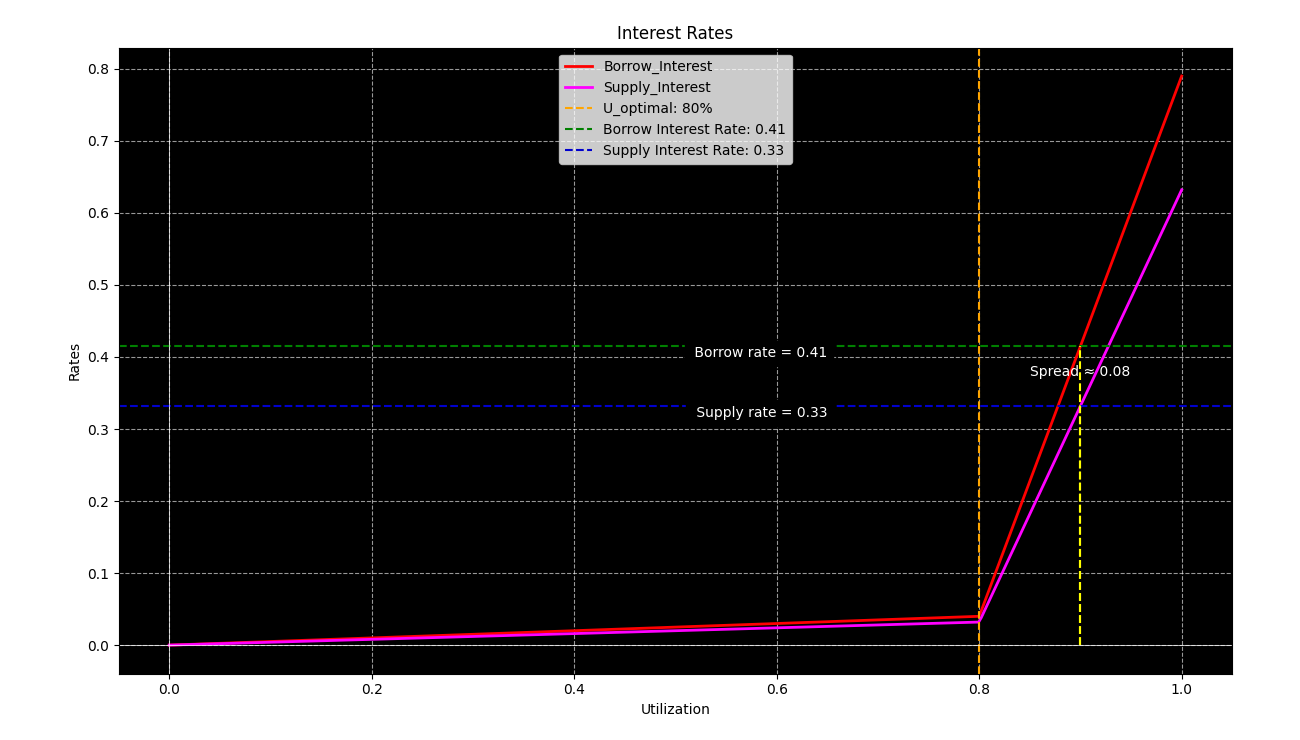 Interest Rates
Borrow_Interest
Supply_Interest
U_optimal: 80%
Borrow Interest Rate: 0.41
Supply Interest Rate: 0.33
0.8
0.7
0.6
0.5
0.4
0.3
0.2
0.1
0.0
Rates
Borrow rate = 0.41
Spread ≈ 0.08
Supply rate = 0.33
0.0 0.2 0.4 0.6 0.8 1.0
Utilization